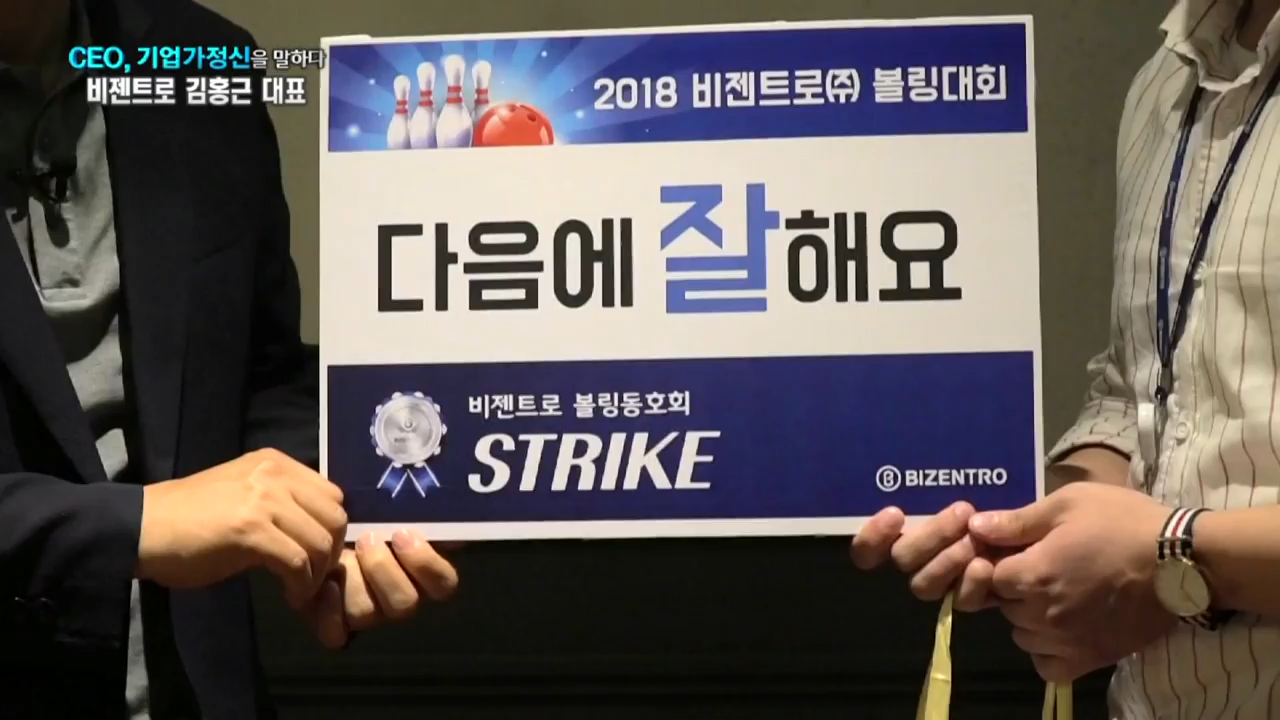 CEO, 기업가정신을 말하다
비젠트로 김홍근 대표
2018 비젠트로㈜ 볼링대회
다음에 잘해요
비젠트로 볼링동호회
STRIKE
BIZENTRO